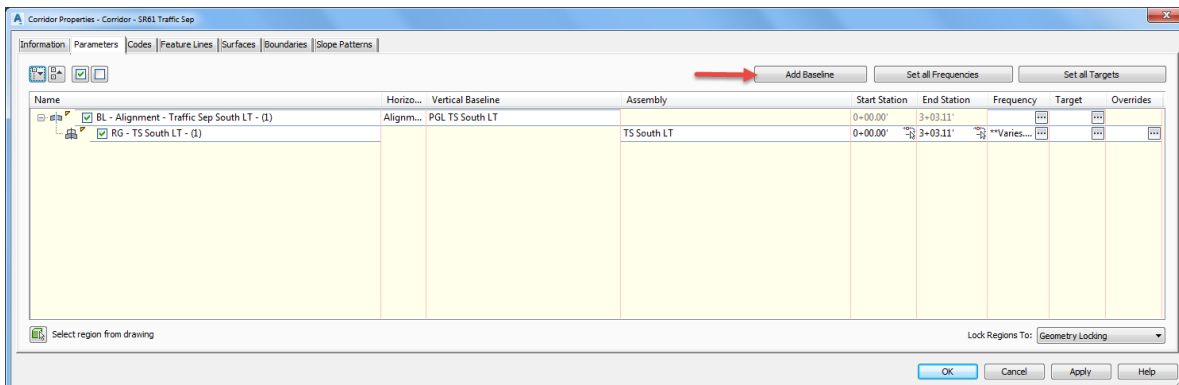 Corridor Properties - Corridor - SR61 Traffic Sep
Information Parameters Codes Feature Lines Surfaces Boundaries Slope Patterns
Add Baseline Set all Frequencies Set all Targets
Name Horizo... Vertical Baseline Assembly Start Station End Station Frequency Target Overrides
BL - Alignment - Traffic Sep South LT - (1) Alignm... PGL TS South LT 0+00.00' 3+03.11' ... ...
RG - TS South LT - (1) TS South LT 0+00.00' 3+03.11' **Varies.... ... ... ...
Select region from drawing Lock Regions To: Geometry Locking
OK Cancel Apply Help